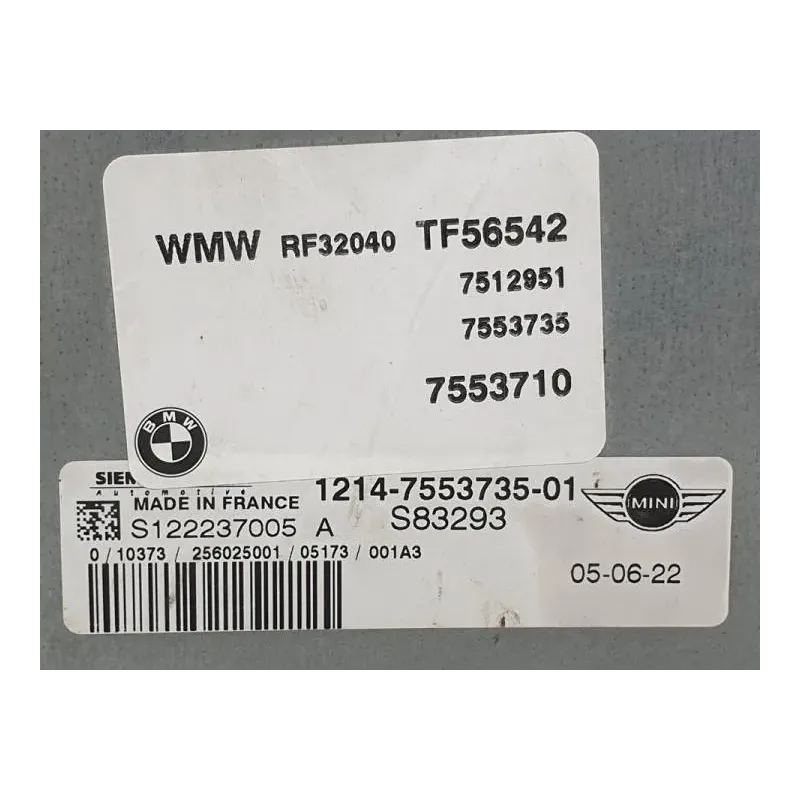 WMW RF32040 TF56542
7512951
7553735
7553710
BMW
Automotive
MADE IN FRANCE
1214-7553735-01
MINI
S122237005 A S83293
0/10373/256025001/05173/001A3
05-06-22